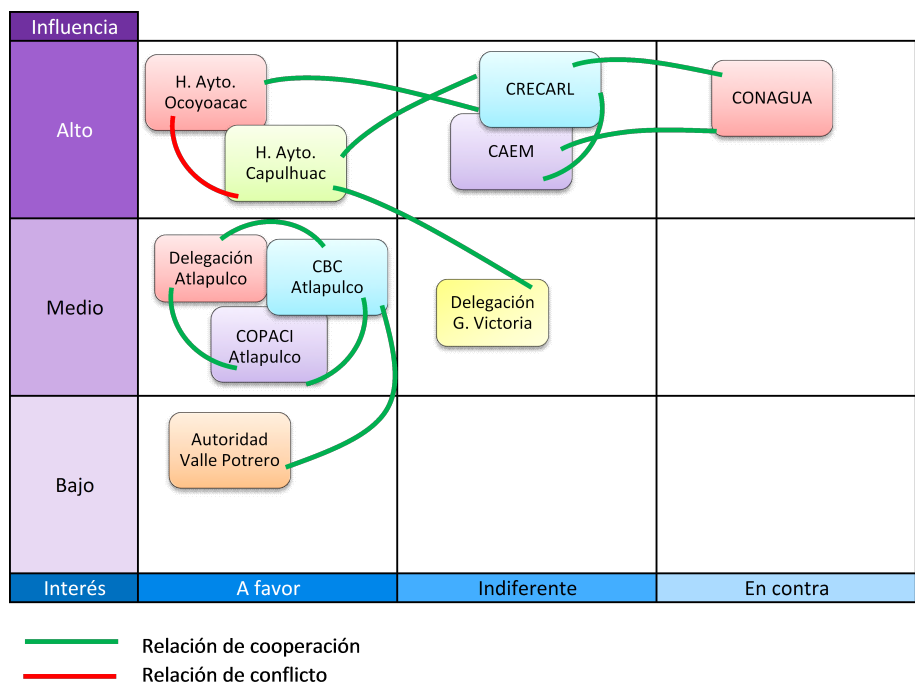 Influencia
Alto
H. Ayto.
Ocoyoacac
H. Ayto.
Capulhuac
CRECARL
CAEM
CONAGUA
Medio
Delegación
Atlapulco
CBC
Atlapulco
COPACI
Atlapulco
Delegación
G. Victoria
Bajo
Autoridad
Valle Potrero
Interés
A favor
Indiferente
En contra
Relación de cooperación
Relación de conflicto